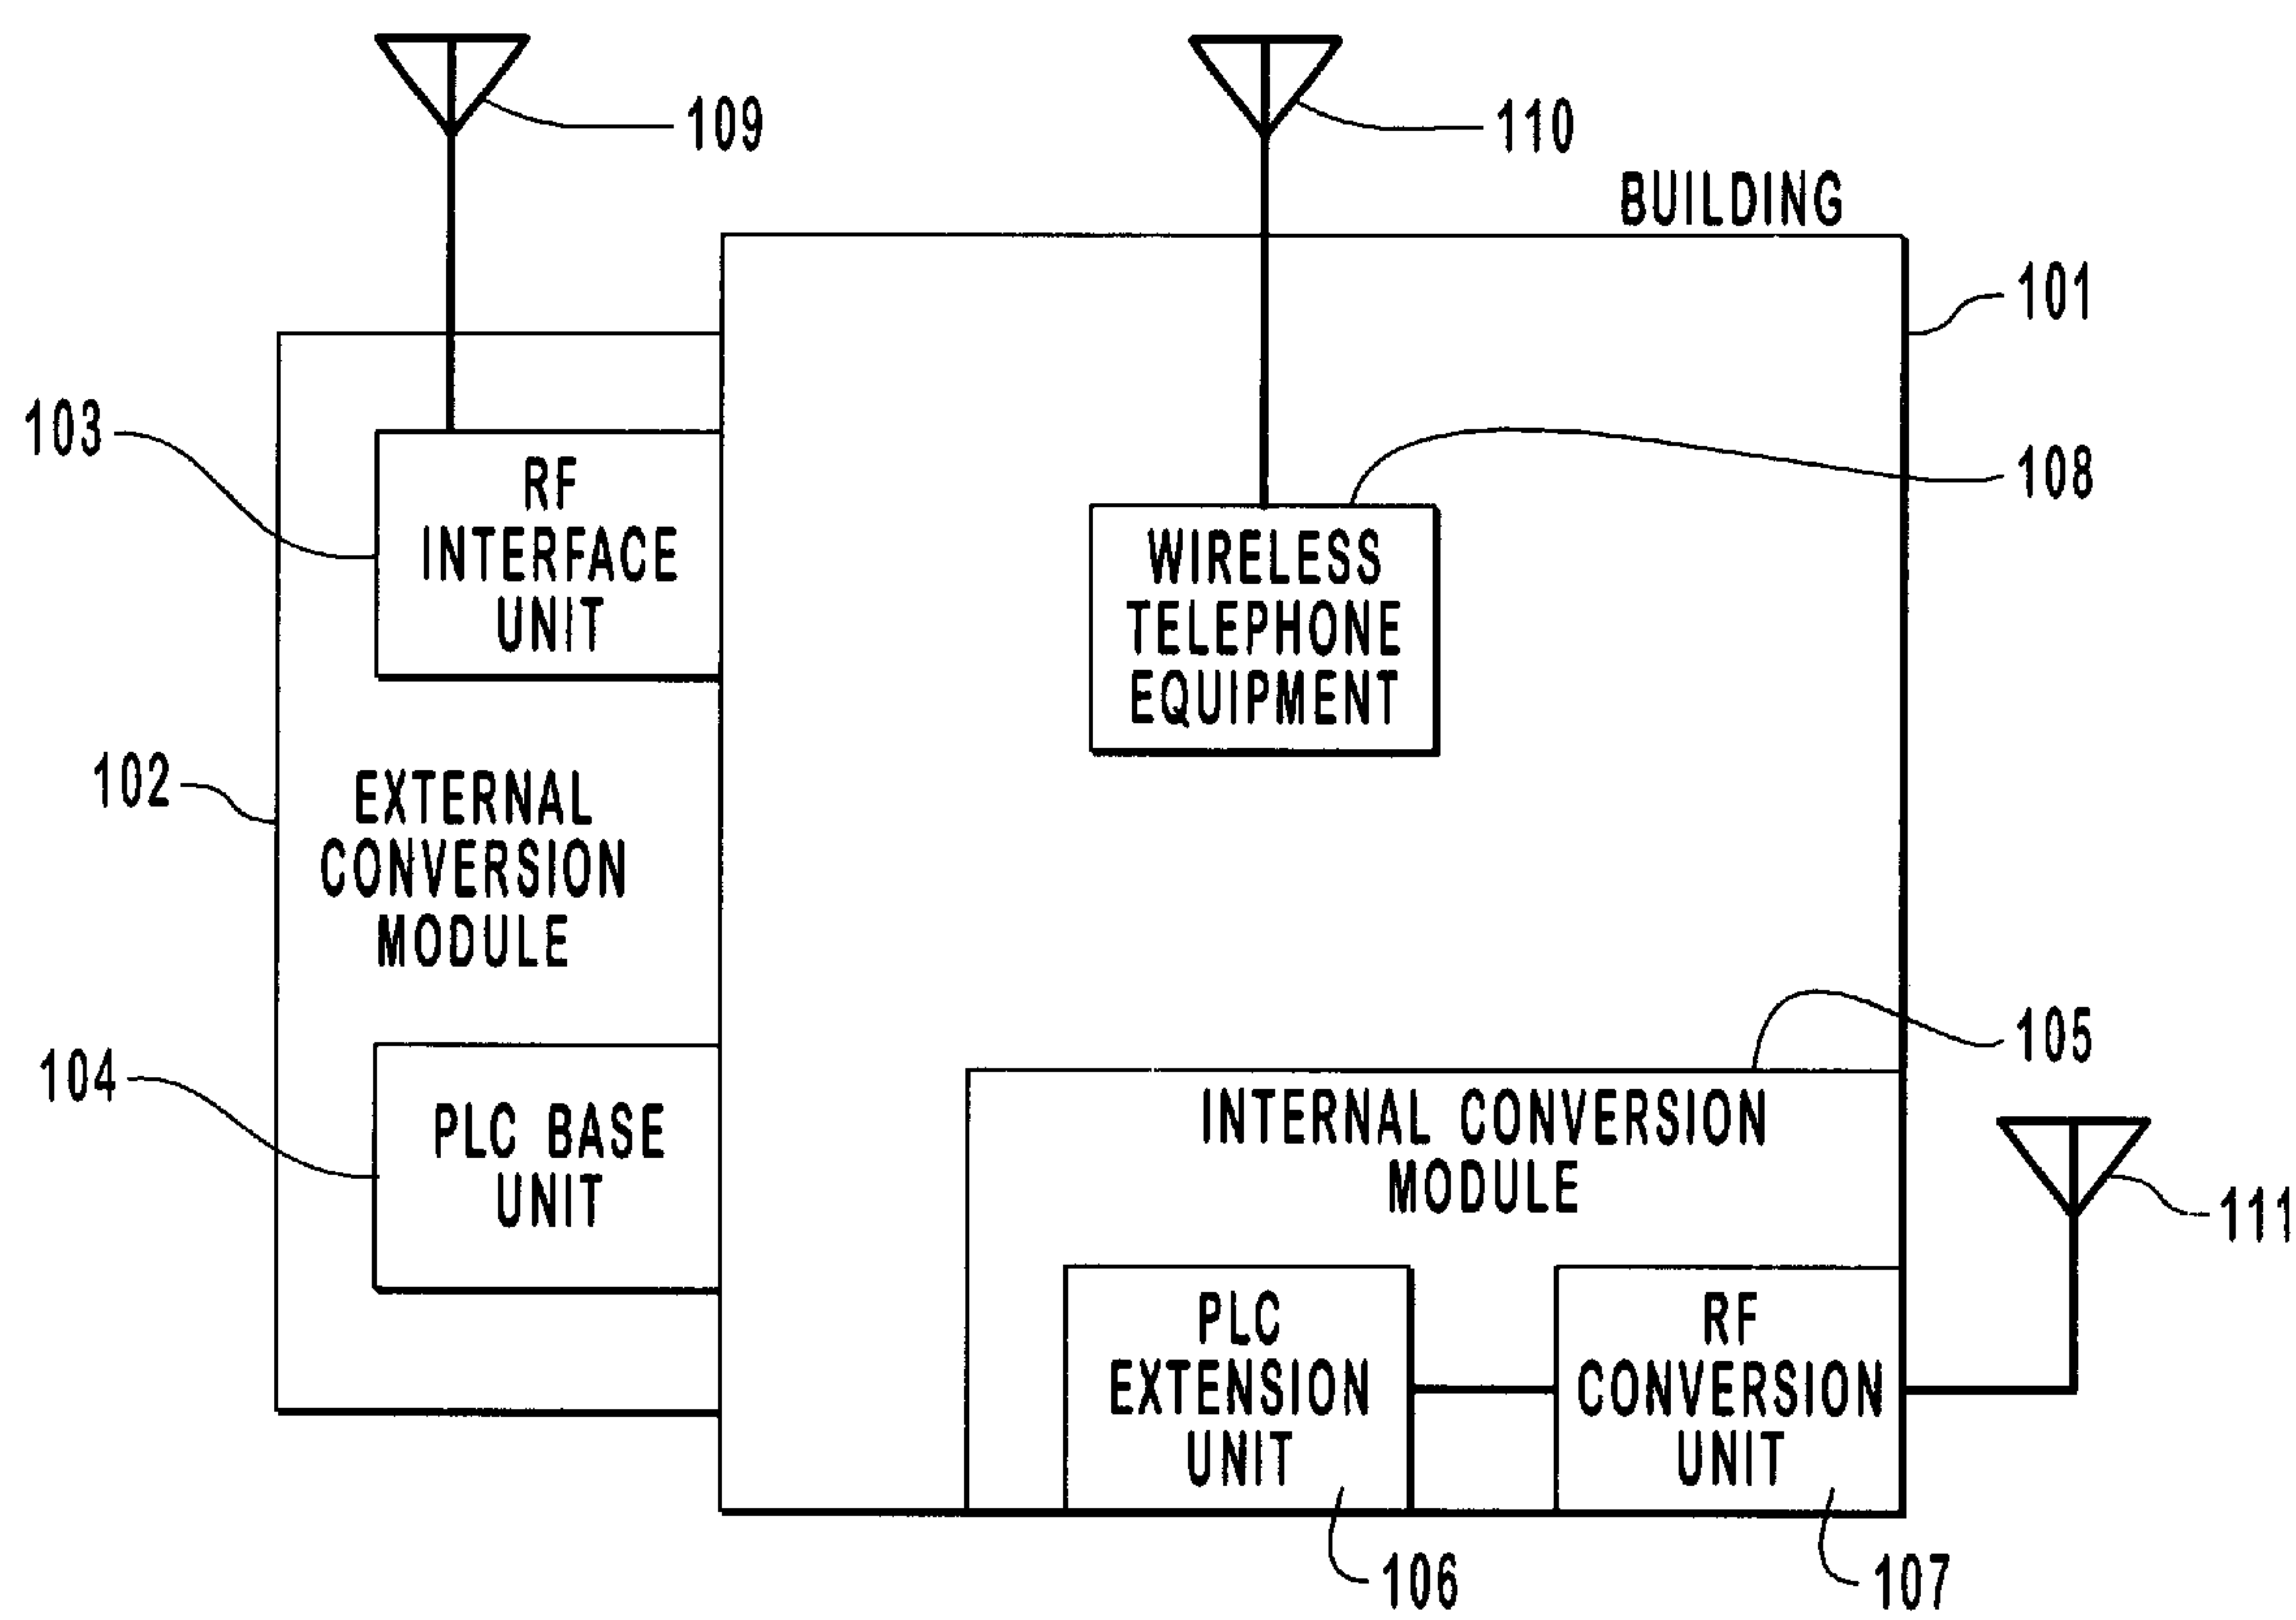 109
110
BUILDING
101
103
RF
INTERFACE
UNIT
108
WIRELESS
TELEPHONE
EQUIPMENT
102
EXTERNAL
CONVERSION
MODULE
105
104
PLC BASE
UNIT
INTERNAL CONVERSION
MODULE
111
PLC
EXTENSION
UNIT
RF
CONVERSION
UNIT
106
107